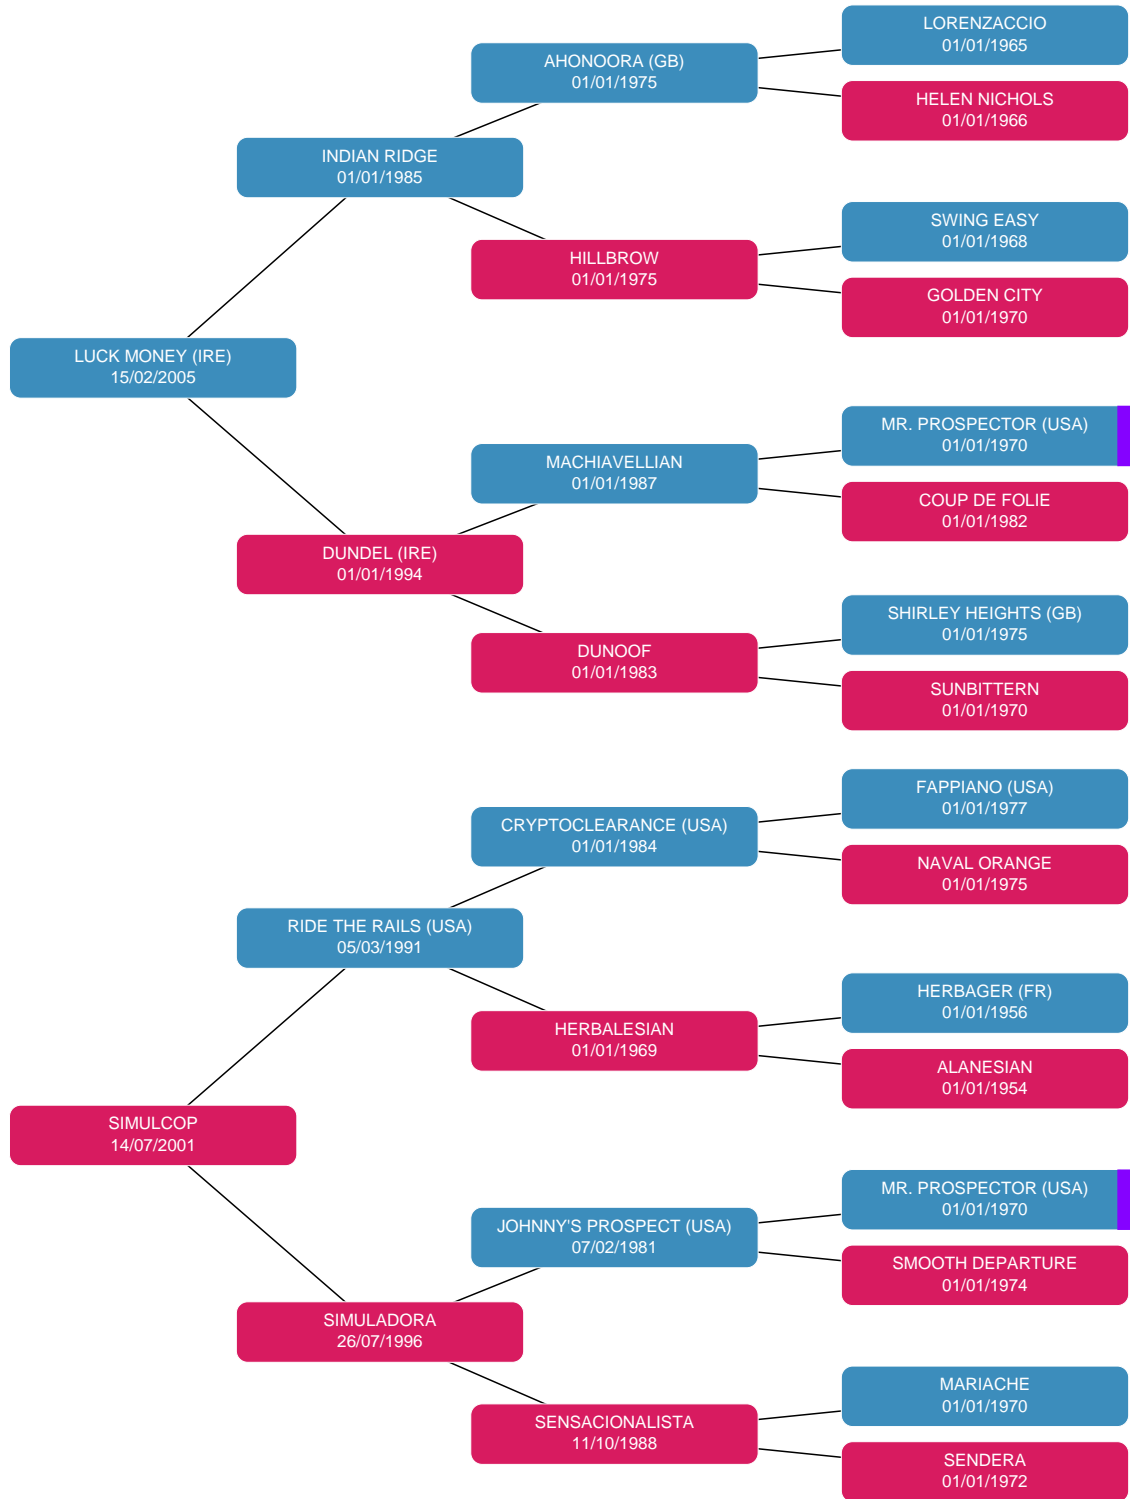 LORENZACCIO
01/01/1965
AHONOORA (GB)
01/01/1975
HELEN NICHOLS
01/01/1966
INDIAN RIDGE
01/01/1985
SWING EASY
01/01/1968
HILLBROW
01/01/1975
GOLDEN CITY
01/01/1970
LUCK MONEY (IRE)
15/02/2005
MR. PROSPECTOR (USA)
01/01/1970
MACHIAVELLIAN
01/01/1987
COUP DE FOLIE
01/01/1982
DUNDEL (IRE)
01/01/1994
SHIRLEY HEIGHTS (GB)
01/01/1975
DUNOOF
01/01/1983
SUNBITTERN
01/01/1970
FAPPIANO (USA)
01/01/1977
CRYPTOCLEARANCE (USA)
01/01/1984
NAVAL ORANGE
01/01/1975
RIDE THE RAILS (USA)
05/03/1991
HERBAGER (FR)
01/01/1956
HERBALESIAN
01/01/1969
ALANESIAN
01/01/1954
SIMULCOP
14/07/2001
MR. PROSPECTOR (USA)
01/01/1970
JOHNNY'S PROSPECT (USA)
07/02/1981
SMOOTH DEPARTURE
01/01/1974
SIMULADORA
26/07/1996
MARIACHE
01/01/1970
SENSACIONALISTA
11/10/1988
SENDERA
01/01/1972